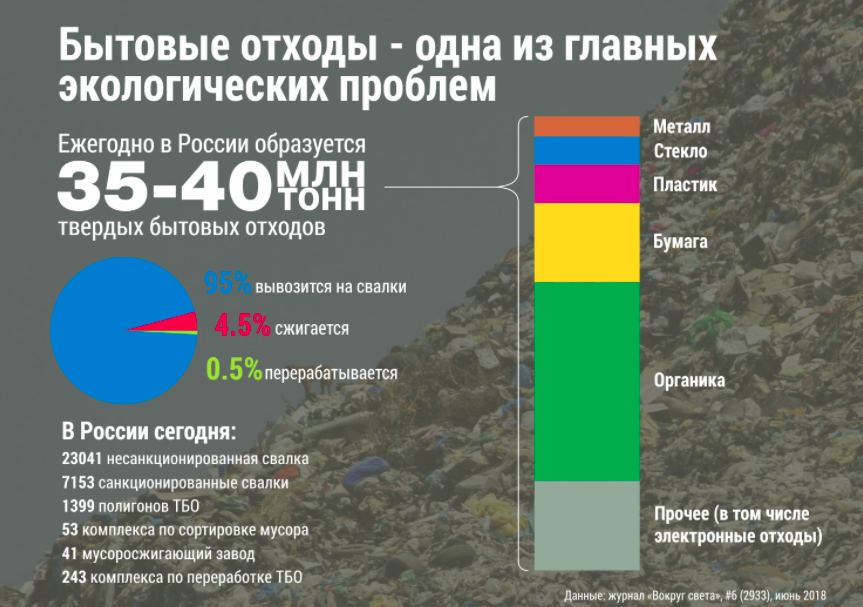 Бытовые отходы - одна из главных
экологических проблем
Ежегодно в России образуется
35-40 МЛН ТОНН
твердых бытовых отходов
95% вывозится на свалки
4.5% сжигается
0.5% перерабатывается
В России сегодня:
23041 несанкционированная свалка
7153 санкционированные свалки
1399 полигонов ТБО
53 комплекса по сортировке мусора
41 мусоросжигающий завод
243 комплекса по переработке ТБО
Металл
Стекло
Пластик
Бумага
Органика
Прочее (в том числе
электронные отходы)
Данные: журнал «Вокруг света», #6 (2933), июнь 2018